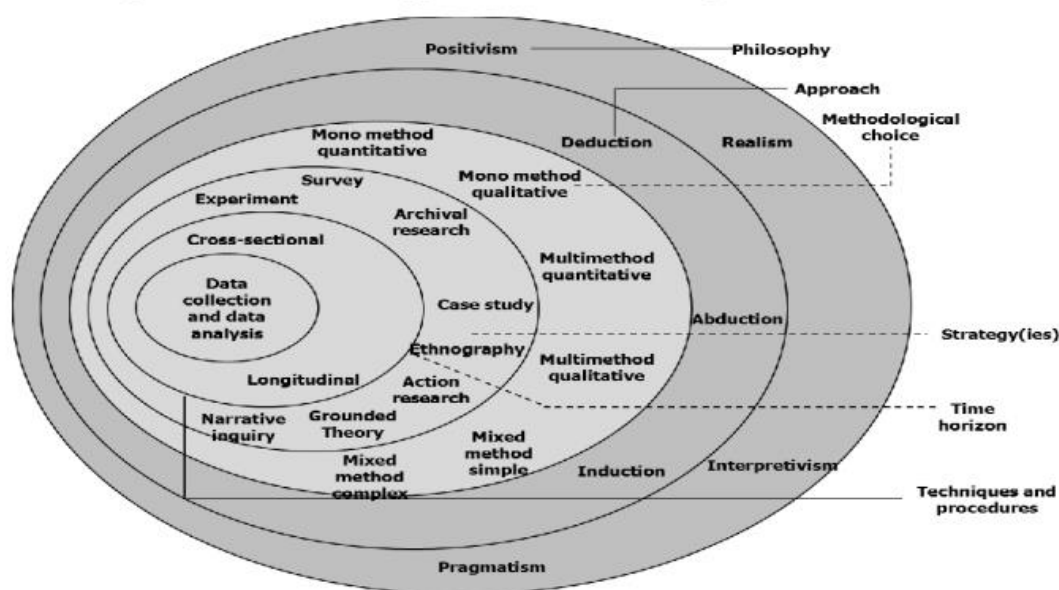 Positivism
Philosophy
Approach
Methodological
choice
Mono method
quantitative
Deduction
Realism
Mono method
qualitative
Survey
Experiment
Archival
research
Cross-sectional
Multimethod
quantitative
Data
collection
and data
analysis
Case study
Abduction
Strategy(ies)
Ethnography
Multimethod
qualitative
Longitudinal
Action
research
Time
horizon
Narrative
inquiry
Grounded
Theory
Mixed
method
simple
Mixed
method
complex
Induction
Interpretivism
Techniques and
procedures
Pragmatism